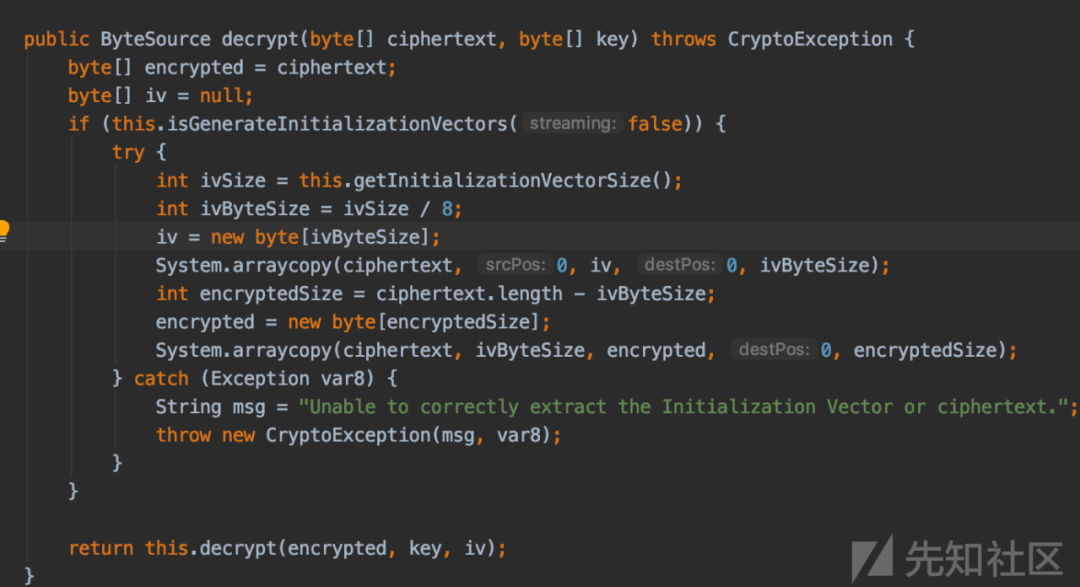 public ByteSource decrypt(byte[] ciphertext, byte[] key) throws CryptoException {
    byte[] encrypted = ciphertext;
    byte[] iv = null;
    if (this.isGenerateInitializationVectors( streaming: false)) {
        try {
            int ivSize = this.getInitializationVectorSize();
            int ivByteSize = ivSize / 8;
            iv = new byte[ivByteSize];
            System.arraycopy(ciphertext, srcPos: 0, iv, destPos: 0, ivByteSize);
            int encryptedSize = ciphertext.length - ivByteSize;
            encrypted = new byte[encryptedSize];
            System.arraycopy(ciphertext, ivByteSize, encrypted, destPos: 0, encryptedSize);
        } catch (Exception var8) {
            String msg = "Unable to correctly extract the Initialization Vector or ciphertext.";
            throw new CryptoException(msg, var8);
        }
    }
    return this.decrypt(encrypted, key, iv);
}
先知社区